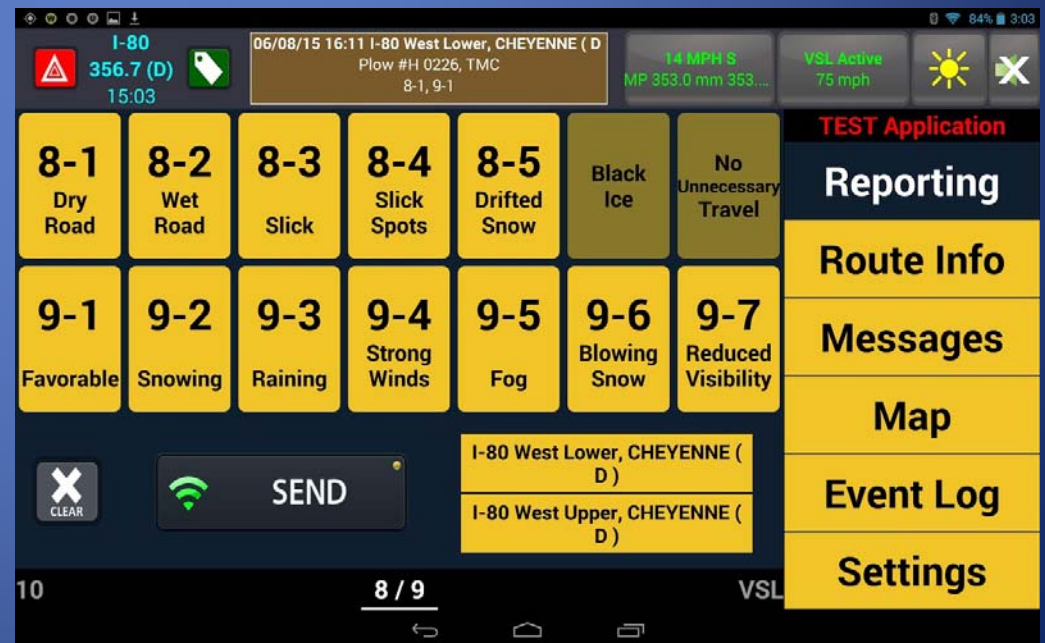 84% 3:03
I-80
356.7 (D)
15:03
06/08/15 16:11 I-80 West Lower, CHEYENNE ( D
Plow #H 0226, TMC
8-1, 9-1
14 MPH S
MP 353.0 mm 353....
VSL Active
75 mph
TEST Application
8-1
Dry
Road
8-2
Wet
Road
8-3
Slick
8-4
Slick
Spots
8-5
Drifted
Snow
Black
Ice
No
Unnecessary
Travel
9-1
Favorable
9-2
Snowing
9-3
Raining
9-4
Strong
Winds
9-5
Fog
9-6
Blowing
Snow
9-7
Reduced
Visibility
Reporting
Route Info
Messages
Map
Event Log
Settings
CLEAR
SEND
I-80 West Lower, CHEYENNE (
D )
I-80 West Upper, CHEYENNE (
D )
10
8 / 9
VSL